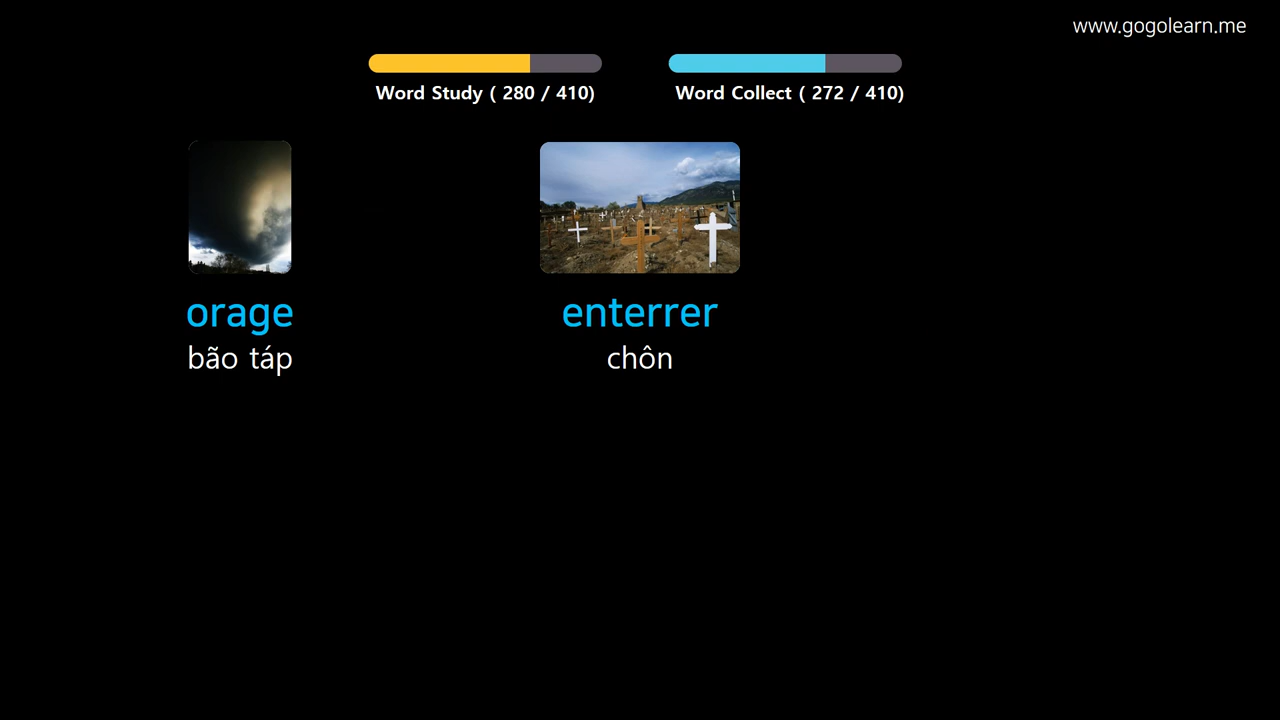 www.gogolearn.me
Word Study ( 280 / 410)
Word Collect ( 272 / 410)
orage
bão táp
enterrer
chôn